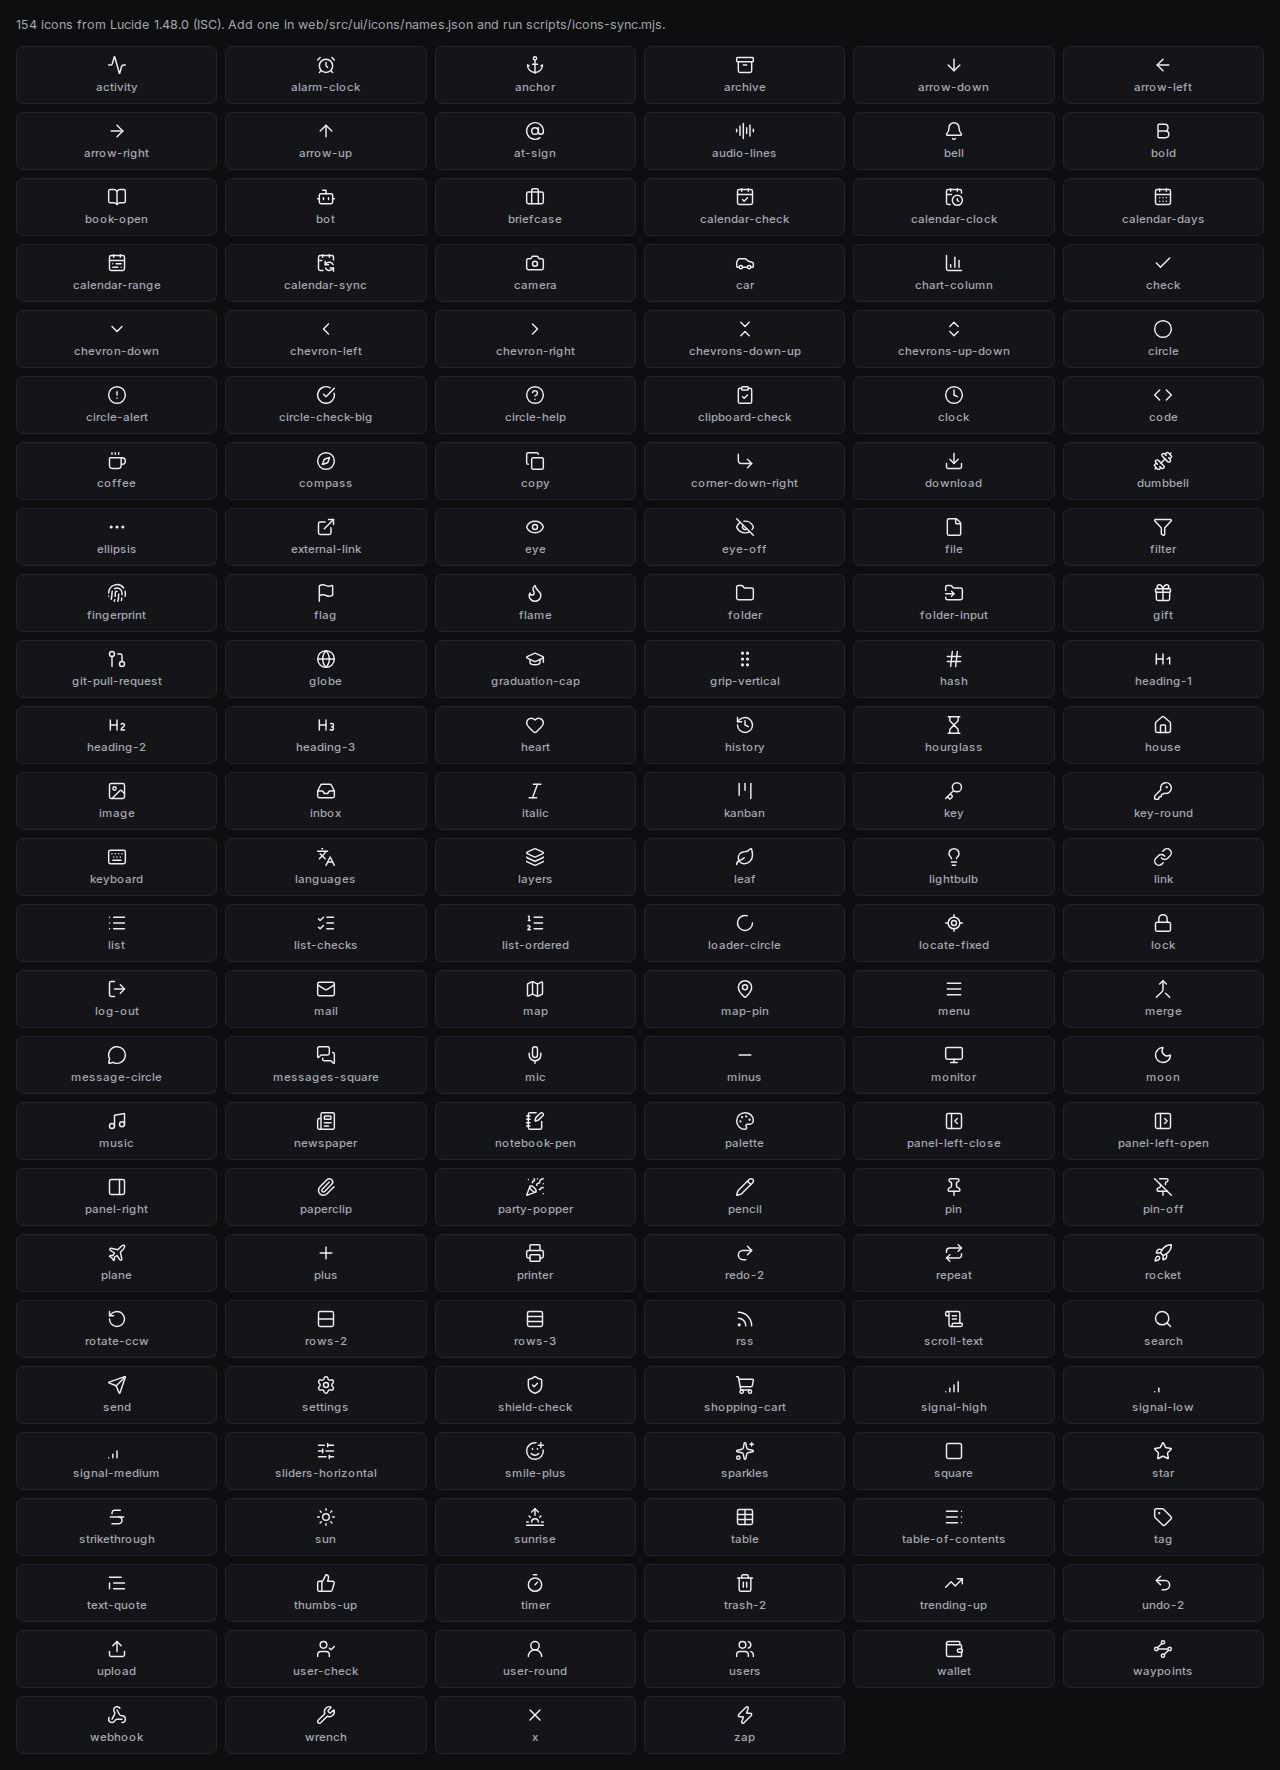 154 icons from Lucide 1.48.0 (ISC). Add one in web/src/ui/icons/names.json and run scripts/icons-sync.mjs.
activity alarm-clock anchor archive arrow-down arrow-left
arrow-right arrow-up at-sign audio-lines bell bold
book-open bot briefcase calendar-check calendar-clock calendar-days
calendar-range calendar-sync camera car chart-column check
chevron-down chevron-left chevron-right chevrons-down-up chevrons-up-down circle
circle-alert circle-check-big circle-help clipboard-check clock code
coffee compass copy corner-down-right download dumbbell
ellipsis external-link eye eye-off file filter
fingerprint flag flame folder folder-input gift
git-pull-request globe graduation-cap grip-vertical hash heading-1
heading-2 heading-3 heart history hourglass house
image inbox italic kanban key key-round
keyboard languages layers leaf lightbulb link
list list-checks list-ordered loader-circle locate-fixed lock
log-out mail map map-pin menu merge
message-circle messages-square mic minus monitor moon
music newspaper notebook-pen palette panel-left-close panel-left-open
panel-right paperclip party-popper pencil pin pin-off
plane plus printer redo-2 repeat rocket
rotate-ccw rows-2 rows-3 rss scroll-text search
send settings shield-check shopping-cart signal-high signal-low
signal-medium sliders-horizontal smile-plus sparkles square star
strikethrough sun sunrise table table-of-contents tag
text-quote thumbs-up timer trash-2 trending-up undo-2
upload user-check user-round users wallet waypoints
webhook wrench x zap